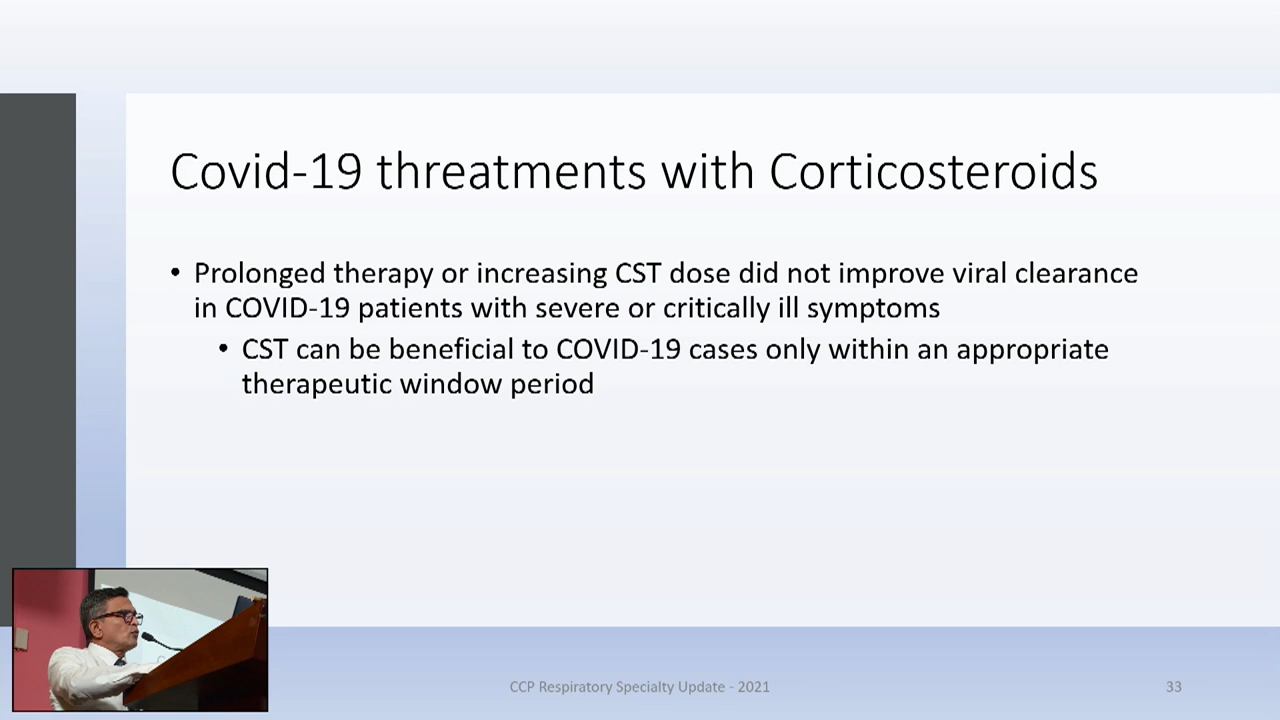 Covid-19 threatments with Corticosteroids
• Prolonged therapy or increasing CST dose did not improve viral clearance
in COVID-19 patients with severe or critically ill symptoms
• CST can be beneficial to COVID-19 cases only within an appropriate
therapeutic window period
CCP Respiratory Specialty Update - 2021
33